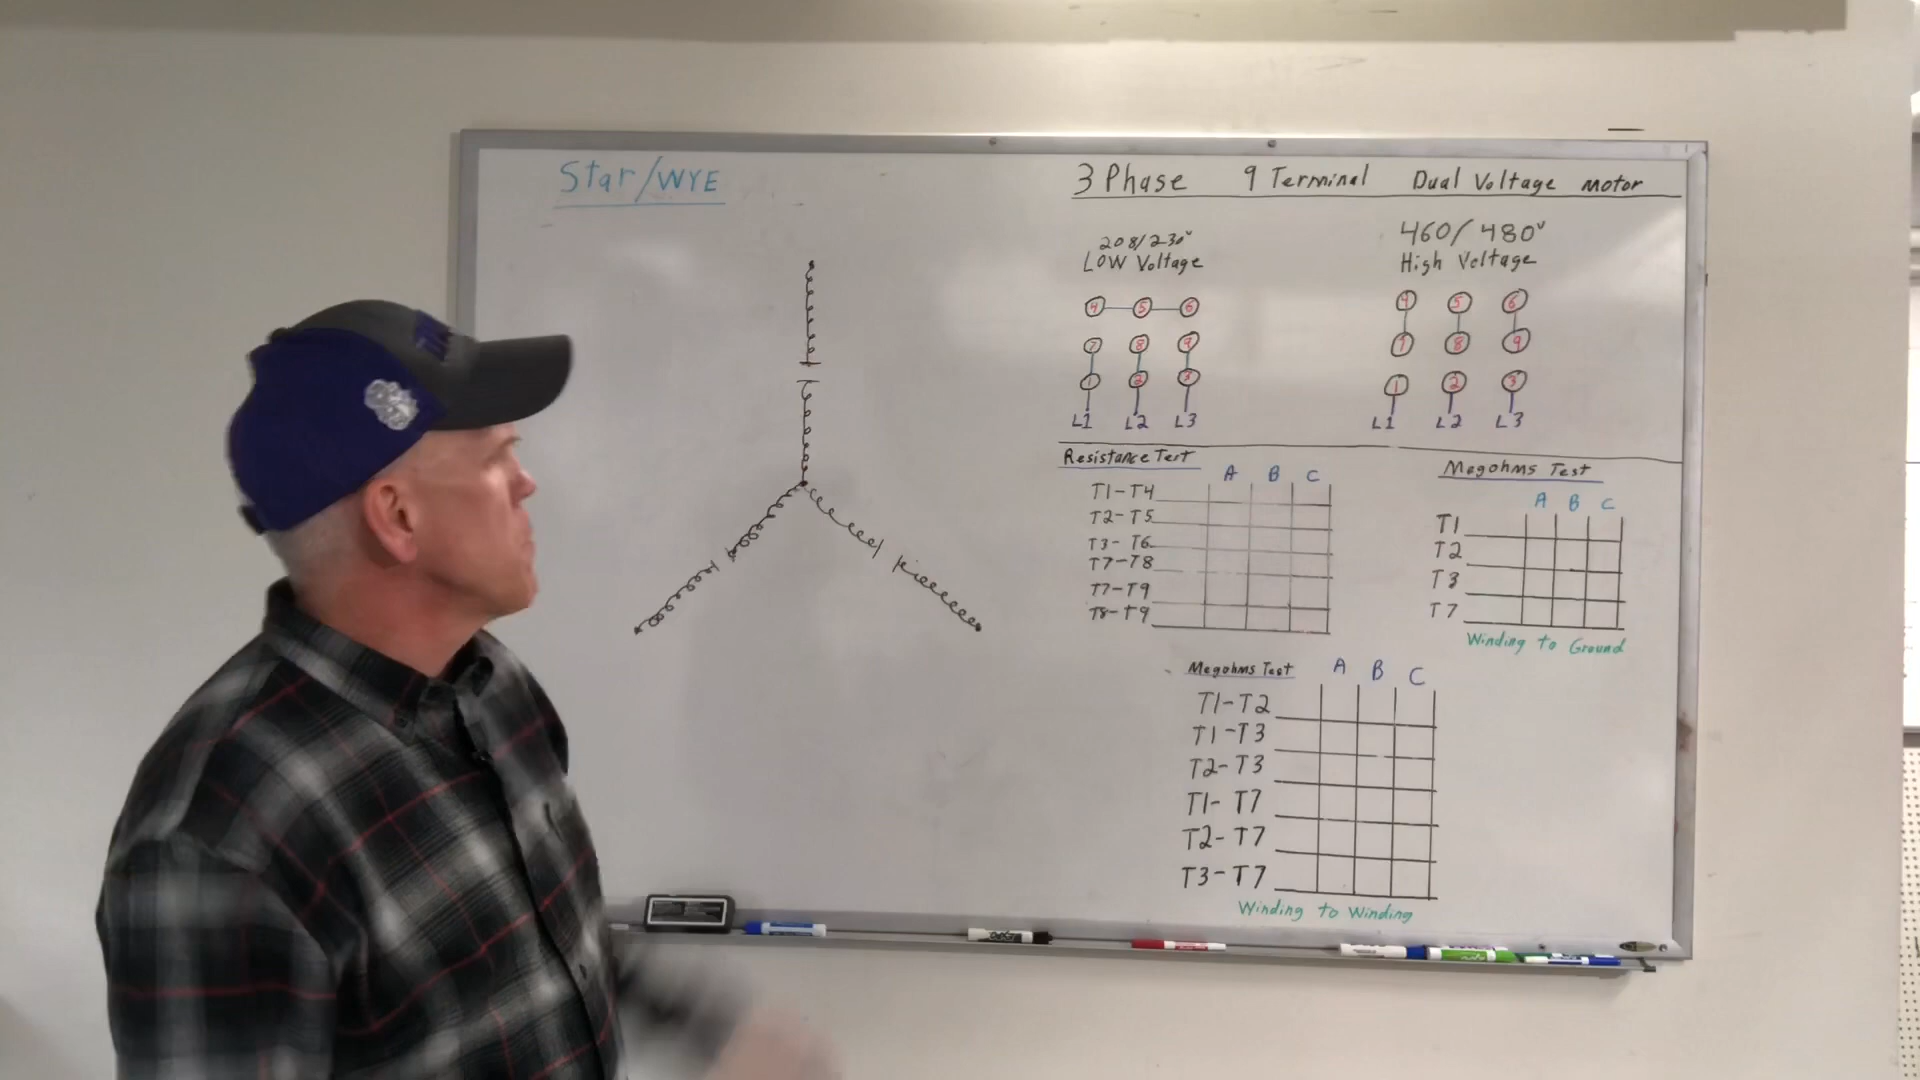 Star/WYE
3 Phase 9 Terminal Dual Voltage motor
208/230v
LOW Voltage
4 5 6
7 8 9
1 2 3
L1 L2 L3
460/480v
High Voltage
4 5 6
7 8 9
1 2 3
L1 L2 L3
Resistance Test
A B C
T1-T4
T2-T5
T3-T6
T7-T8
T7-T9
T8-T9
Megohms Test
A B C
T1
T2
T3
T7
Winding to Ground
Megohms Test A B C
T1-T2
T1-T3
T2-T3
T1-T7
T2-T7
T3-T7
Winding to Winding